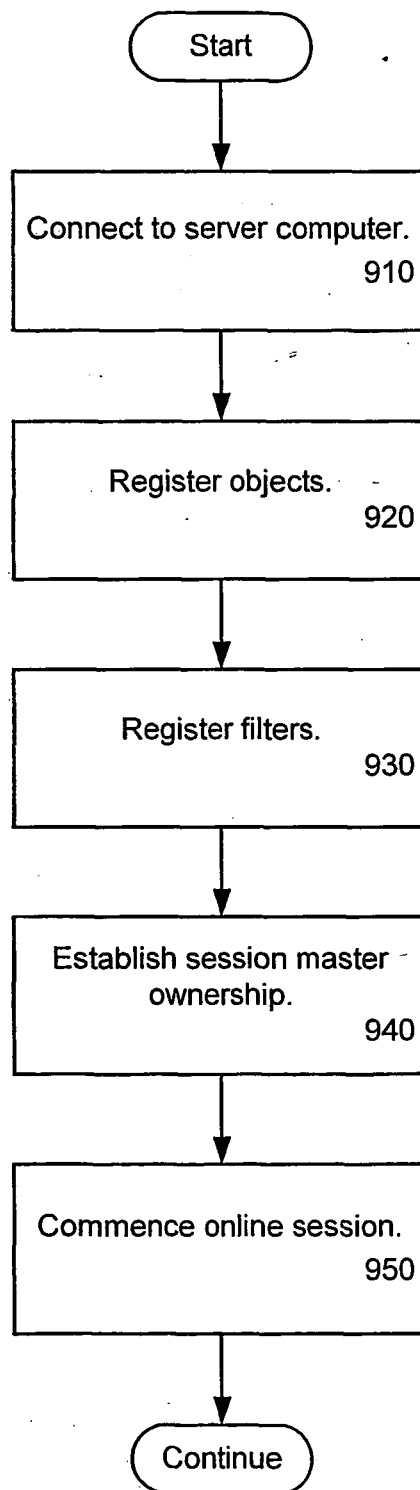 Start
Connect to server computer.
910
Register objects.
920
Register filters.
930
Establish session master
ownership.
940
Commence online session.
950
Continue